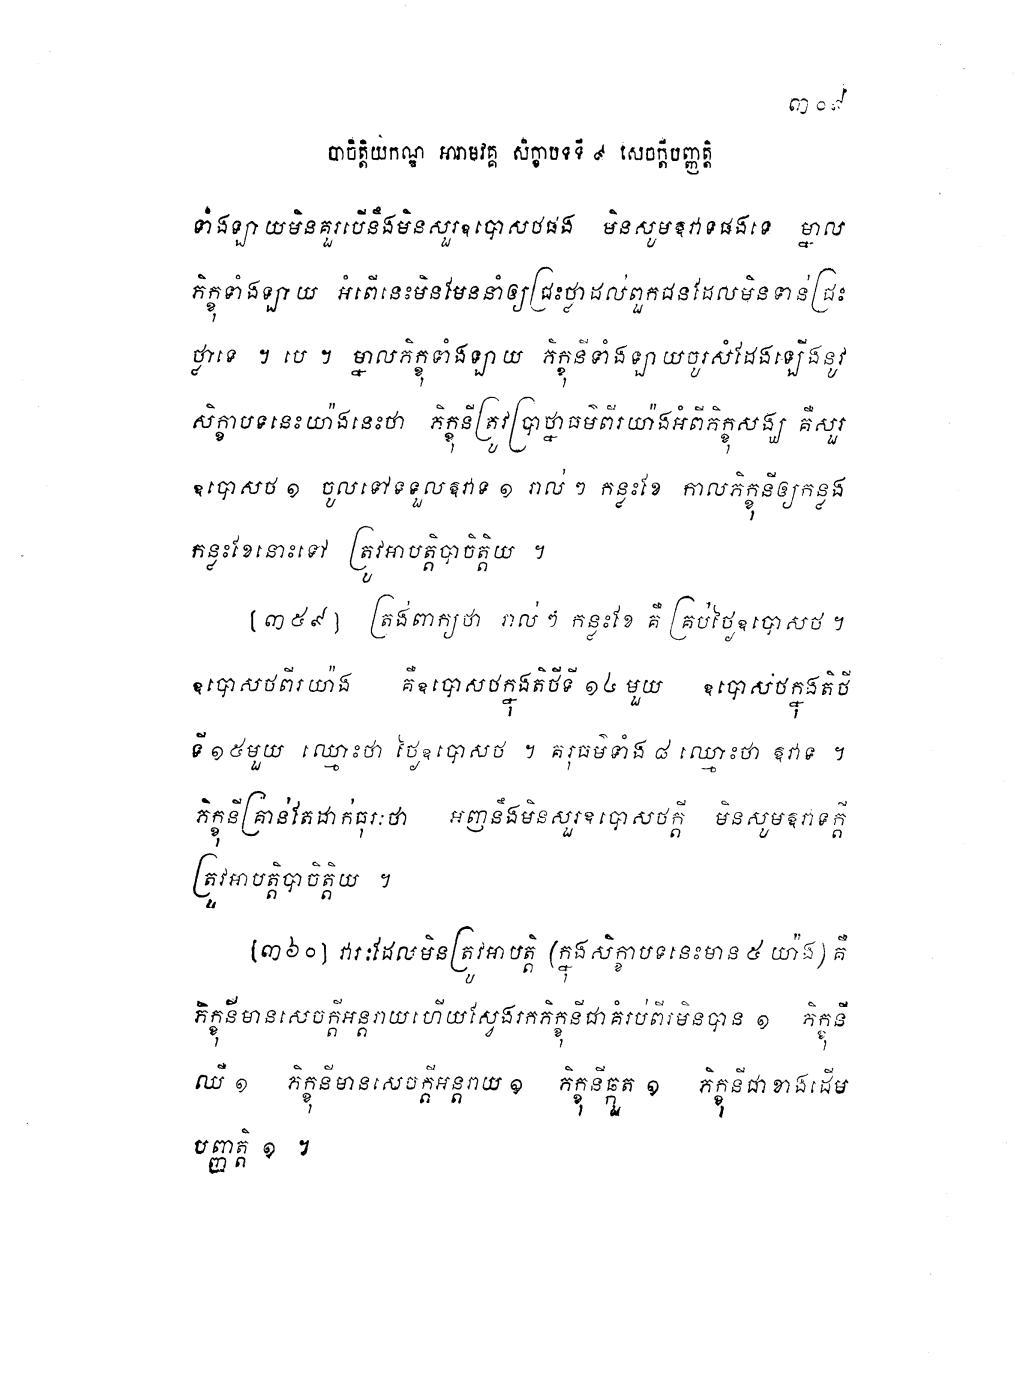 ៣០៩
បាចិត្តិយកណ្ឌ អារាមវគ្គ សិក្ខាបទទី ៩ សេចក្តីបញ្ញត្តិ
ទាំងឡាយមិនគួរបើនឹងមិនសួរឧបោសថផង មិនសូមឱវាទផងទេ ម្នាល
ភិក្ខុទាំងឡាយ អំពើនេះមិនមែននាំឲ្យជ្រះថ្លាដល់ពួកជនដែលមិនទាន់ជ្រះ
ថ្លាទេ ។ បេ ។ ម្នាលភិក្ខុទាំងឡាយ ភិក្ខុនីទាំងឡាយចូរសំដែងឡើងនូវ
សិក្ខាបទនេះយ៉ាងនេះថា ភិក្ខុនីត្រូវប្រាថ្នាធម៌ពីរយ៉ាងអំពីភិក្ខុសង្ឃ គឺសួរ
ឧបោសថ ១ ចូលទៅទទួលឱវាទ ១ រាល់ ៗ កន្លះខែ កាលភិក្ខុនីឲ្យកន្លង
កន្លះខែនោះទៅ ត្រូវអាបត្តិបាចិត្តិយ ។
[៣៥៩] ត្រង់ពាក្យថា រាល់ ៗ កន្លះខែ គឺ គ្រប់ថ្ងៃឧបោសថ ។
ឧបោសថពីរយ៉ាង គឺឧបោសថក្នុងតិថីទី ១៤ មួយ ឧបោសថក្នុងតិថី
ទី ១៥ មួយ ឈ្មោះថា ថ្ងៃឧបោសថ ។ គរុធម៌ទាំង ៨ ឈ្មោះថា ឱវាទ ។
ភិក្ខុនីគ្រាន់តែដាក់ធុរៈថា អញនឹងមិនសួរឧបោសថក្តី មិនសូមឱវាទក្តី
ត្រូវអាបត្តិបាចិត្តិយ ។
[៣៦០] វារៈដែលមិនត្រូវអាបត្តិ (ក្នុងសិក្ខាបទនេះមាន ៥ យ៉ាង) គឺ
ភិក្ខុនីមានសេចក្តីអន្តរាយហើយស្វែងរកភិក្ខុនីជាគំរប់ពីរមិនបាន ១ ភិក្ខុនី
ឈឺ ១ ភិក្ខុនីមានសេចក្តីអន្តរាយ ១ ភិក្ខុនីឆ្កួត ១ ភិក្ខុនីជាខាងដើម
បញ្ញត្តិ ១ ។